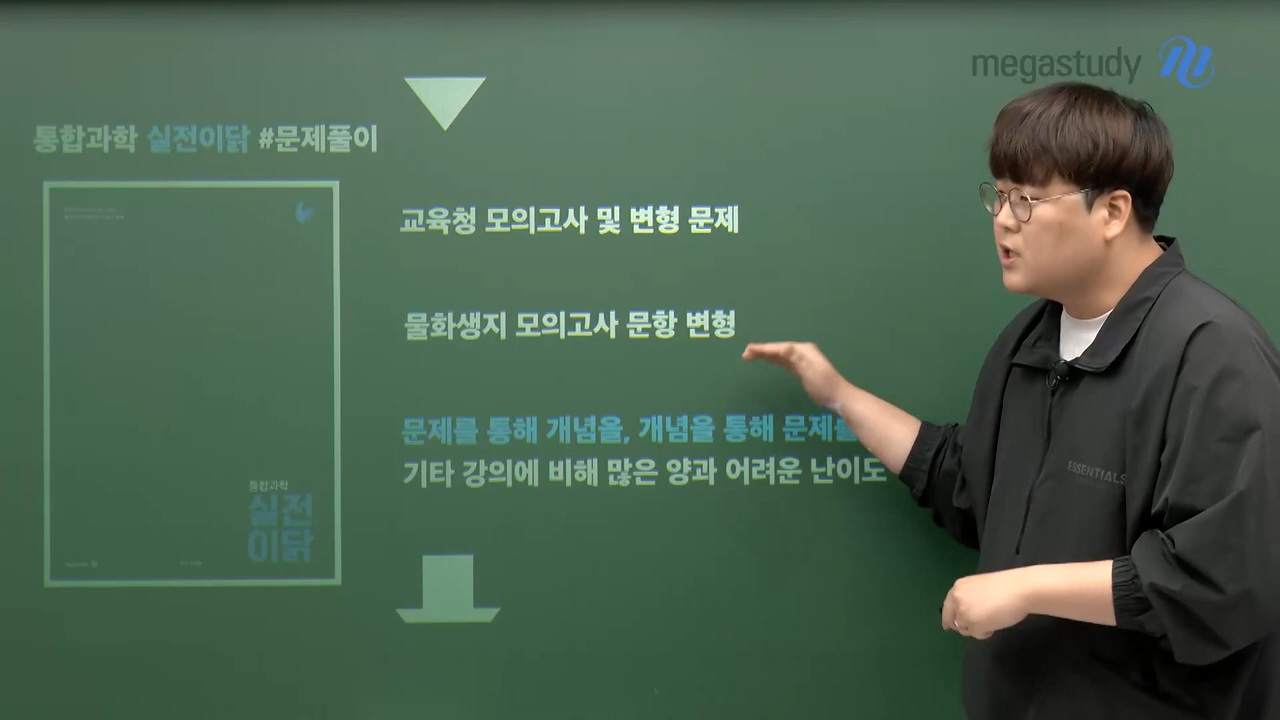 megastudy
통합과학 실전이닭 #문제풀이
교육청 모의고사 및 변형 문제
물화생지 모의고사 문항 변형
문제를 통해 개념을, 개념을 통해 문제를
기타 강의에 비해 많은 양과 어려운 난이도
통합과학
실전
이닭
ESSENTIALS